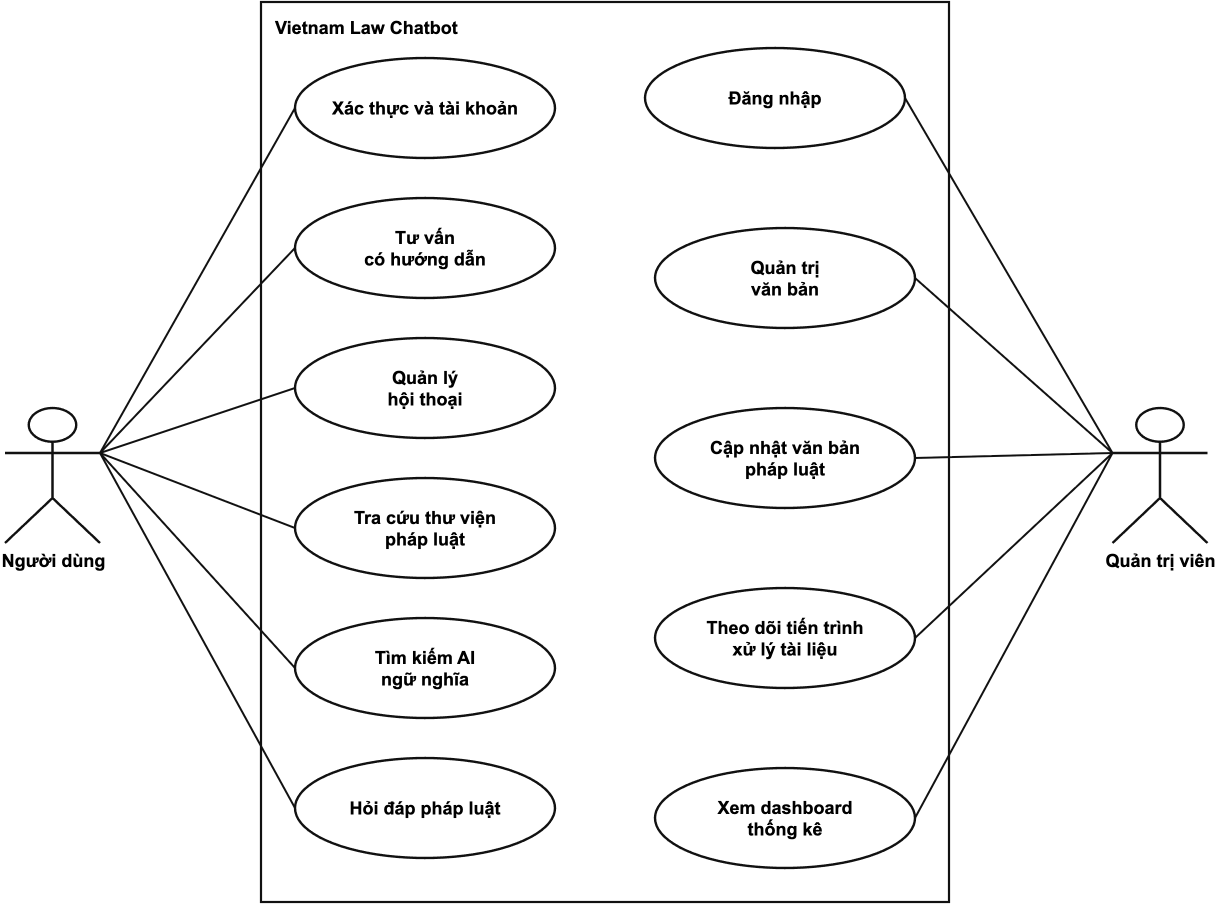 Vietnam Law Chatbot
Xác thực và tài khoản
Tư vấn
có hướng dẫn
Quản lý
hội thoại
Tra cứu thư viện
pháp luật
Tìm kiếm AI
ngữ nghĩa
Hỏi đáp pháp luật
Đăng nhập
Quản trị
văn bản
Cập nhật văn bản
pháp luật
Theo dõi tiến trình
xử lý tài liệu
Xem dashboard
thống kê
Người dùng
Quản trị viên